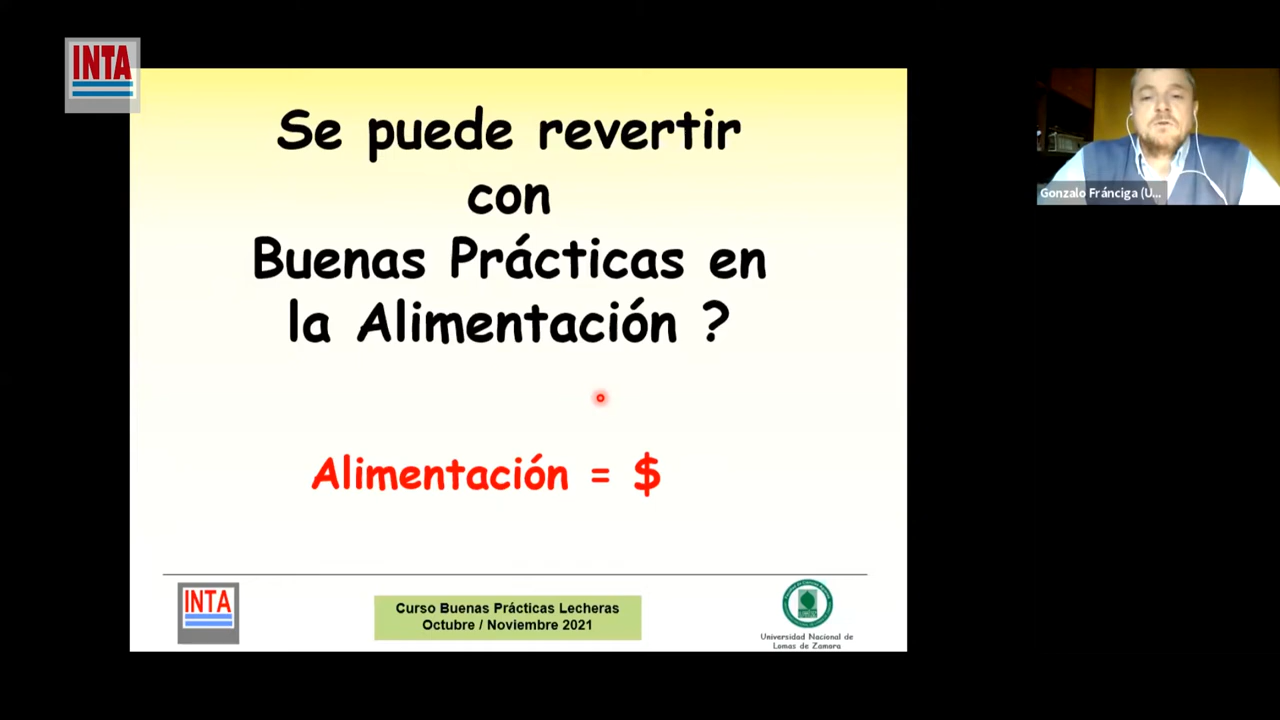 INTA
Se puede revertir
con
Buenas Prácticas en
la Alimentación ?
Alimentación = $
INTA
Curso Buenas Prácticas Lecheras
Octubre / Noviembre 2021
Universidad Nacional de
Lomas de Zamora
Gonzalo Fránciga (U...